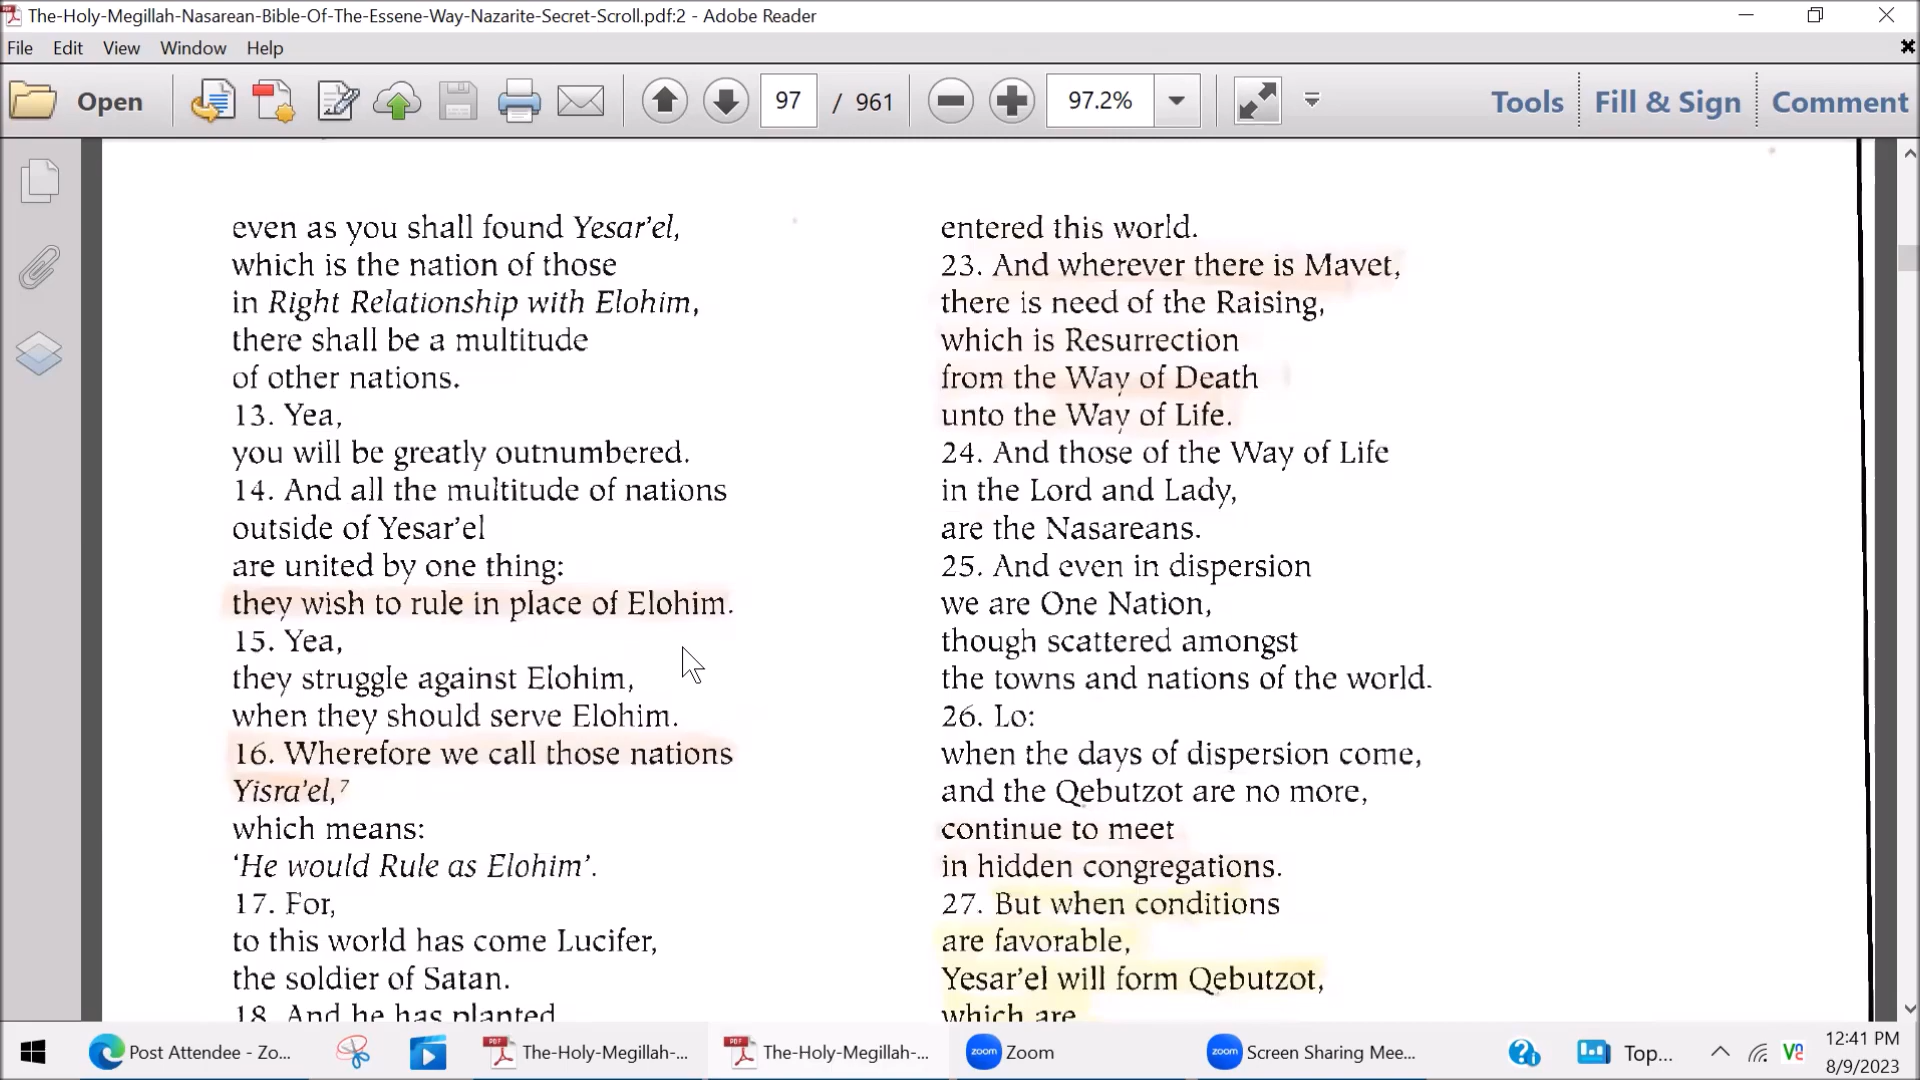 The-Holy-Megillah-Nasarean-Bible-Of-The-Essene-Way-Nazarite-Secret-Scroll.pdf:2 - Adobe Reader
File Edit View Window Help
Open 97 / 961 97.2% Tools Fill & Sign Comment
even as you shall found Yesar'el,
which is the nation of those
in Right Relationship with Elohim,
there shall be a multitude
of other nations.
13. Yea,
you will be greatly outnumbered.
14. And all the multitude of nations
outside of Yesar'el
are united by one thing:
they wish to rule in place of Elohim.
15. Yea,
they struggle against Elohim,
when they should serve Elohim.
16. Wherefore we call those nations
Yisra'el,⁷
which means:
'He would Rule as Elohim'.
17. For,
to this world has come Lucifer,
the soldier of Satan.
18. And he has planted
entered this world.
23. And wherever there is Mavet,
there is need of the Raising,
which is Resurrection
from the Way of Death
unto the Way of Life.
24. And those of the Way of Life
in the Lord and Lady,
are the Nasareans.
25. And even in dispersion
we are One Nation,
though scattered amongst
the towns and nations of the world.
26. Lo:
when the days of dispersion come,
and the Qebutzot are no more,
continue to meet
in hidden congregations.
27. But when conditions
are favorable,
Yesar'el will form Qebutzot,
which are
Post Attendee - Zo... The-Holy-Megillah-... The-Holy-Megillah-... zoom Zoom zoom Screen Sharing Mee... Top... 12:41 PM
8/9/2023